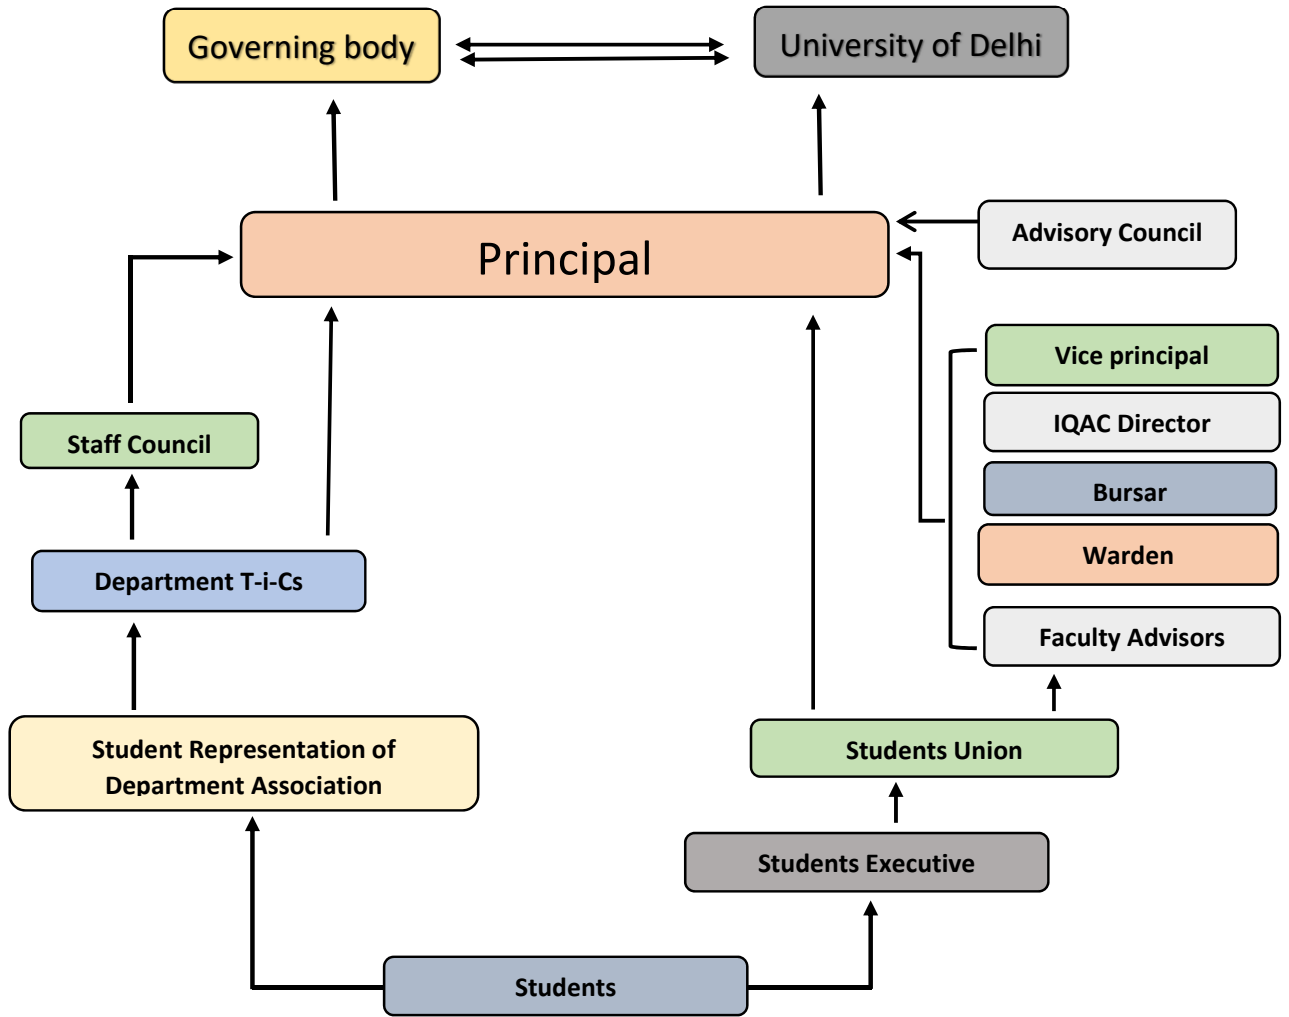 Governing body
University of Delhi
Principal
Advisory Council
Vice principal
IQAC Director
Staff Council
Bursar
Warden
Department T-i-Cs
Faculty Advisors
Student Representation of
Department Association
Students Union
Students Executive
Students